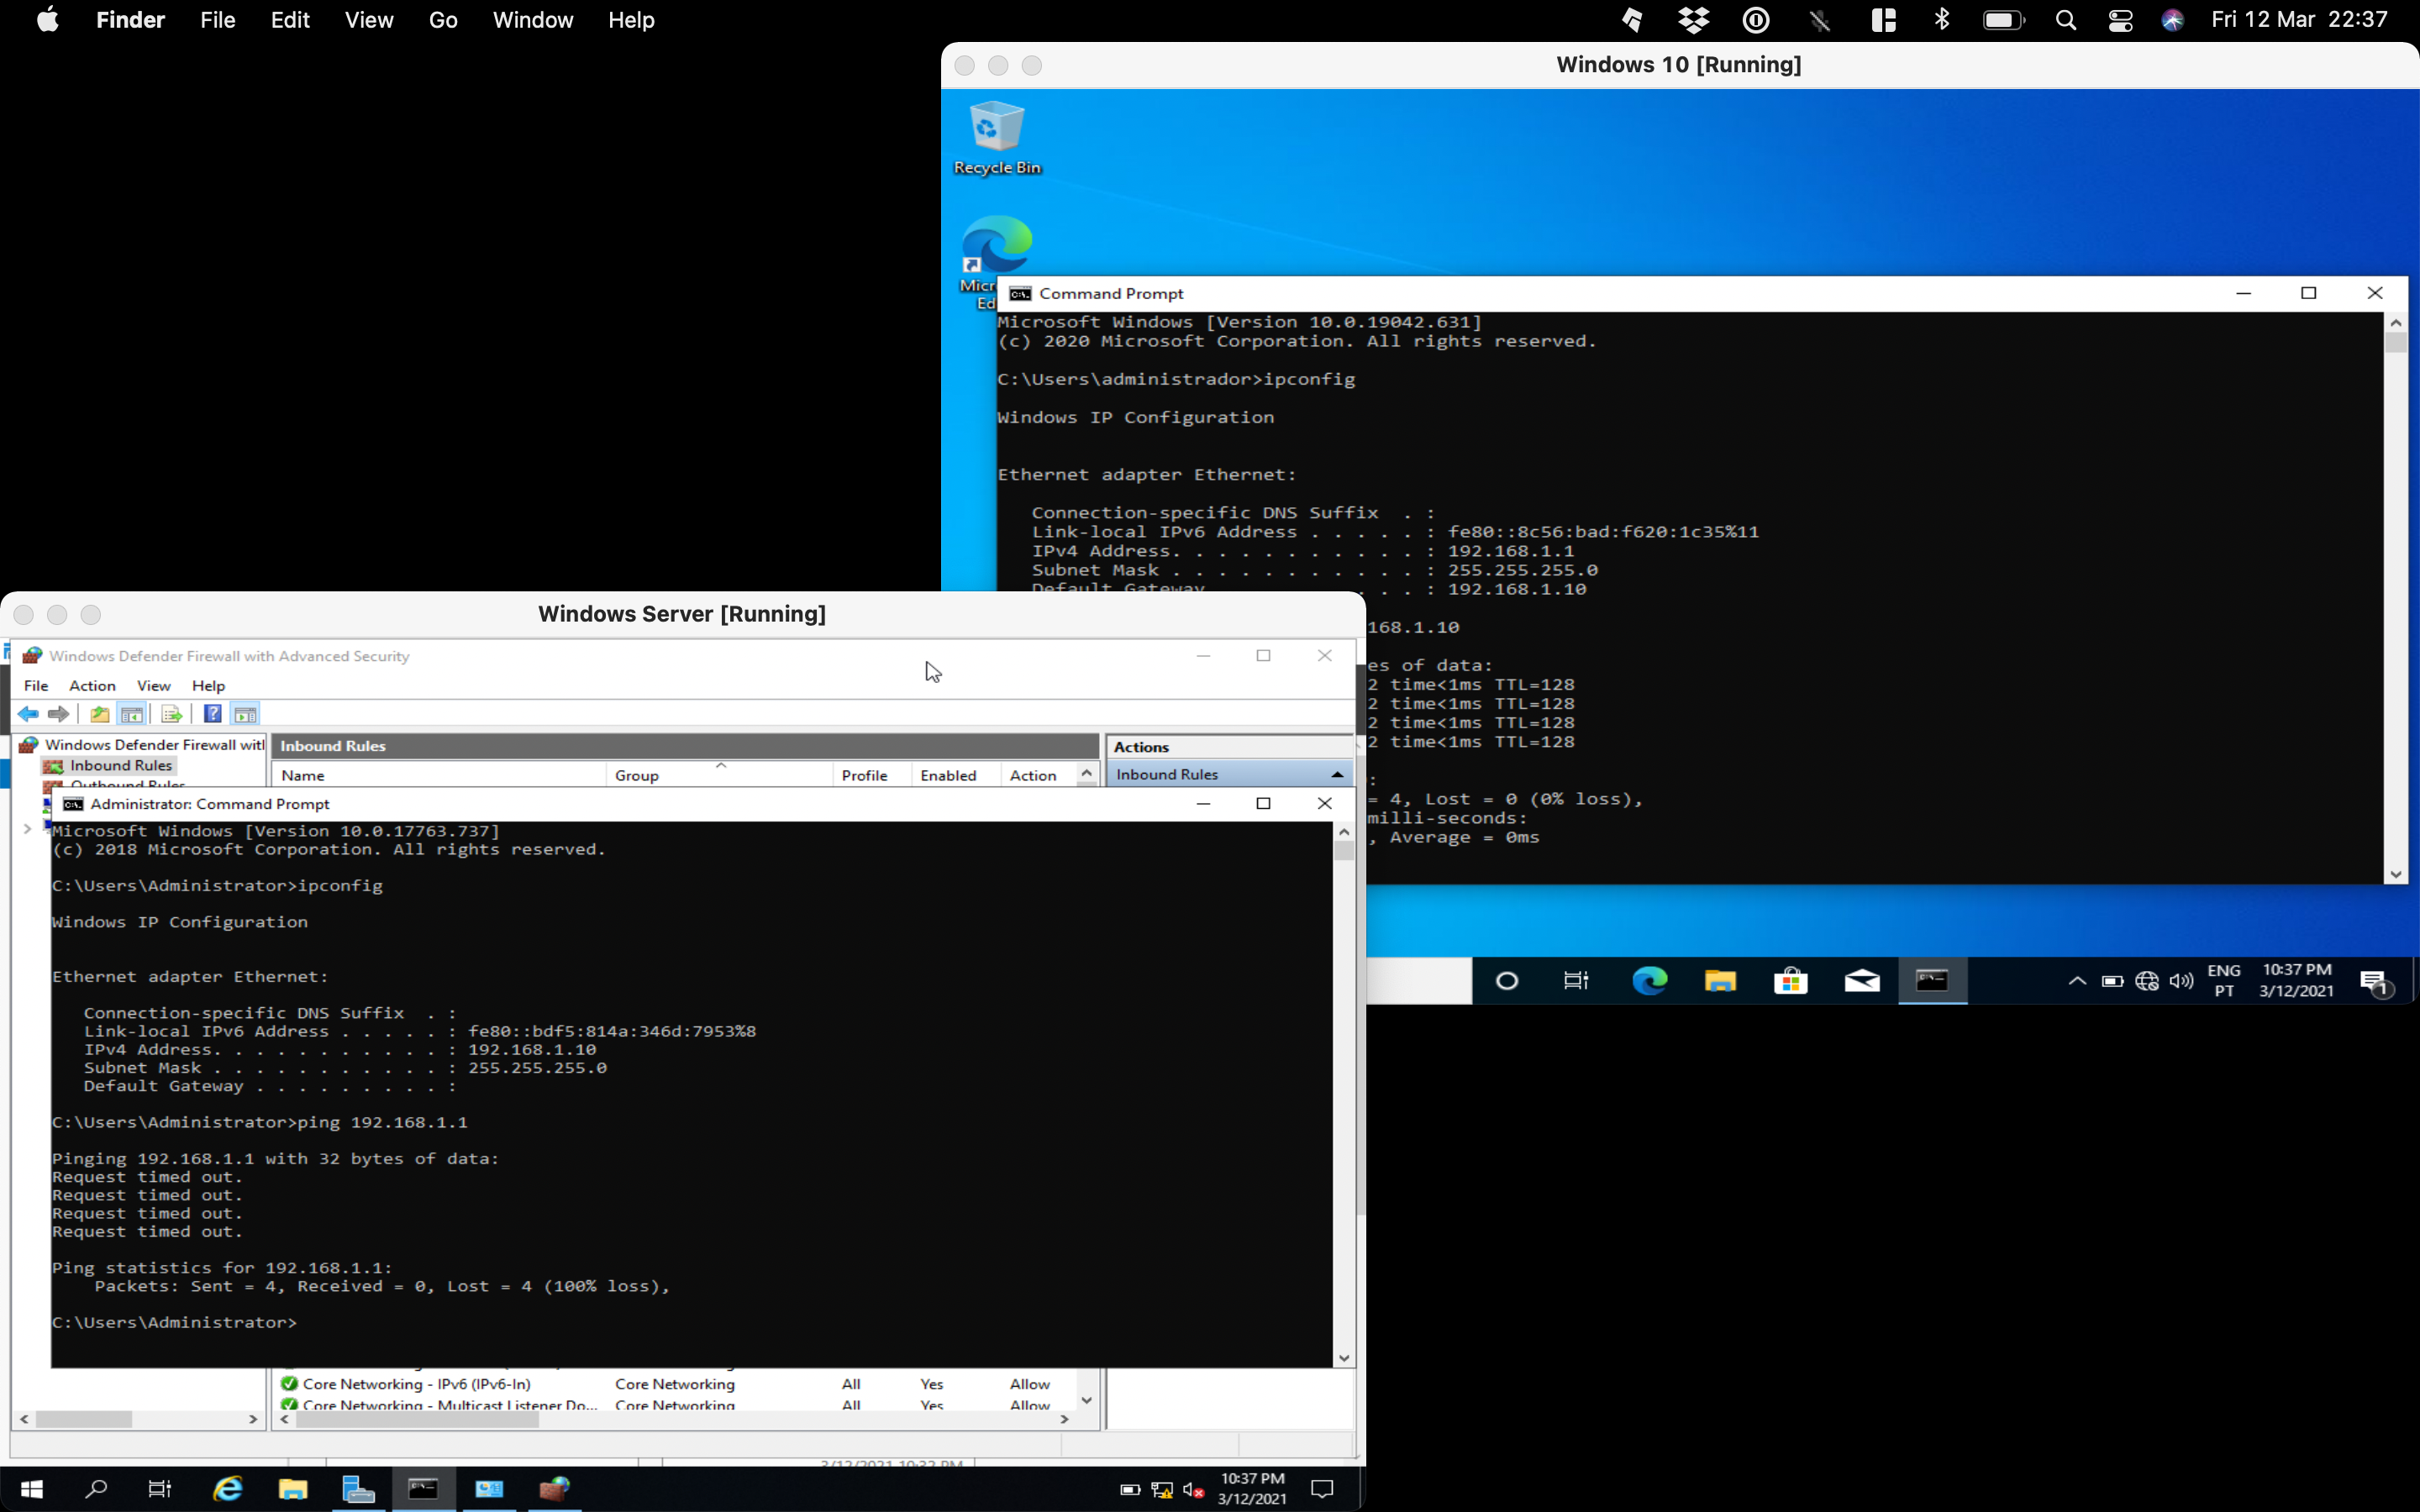 Finder File Edit View Go Window Help
Fri 12 Mar 22:37
Windows 10 [Running]
Recycle Bin
Micr
Ed
Command Prompt
Microsoft Windows [Version 10.0.19042.631]
(c) 2020 Microsoft Corporation. All rights reserved.
C:\Users\administrador>ipconfig
Windows IP Configuration
Ethernet adapter Ethernet:
Connection-specific DNS Suffix . :
Link-local IPv6 Address . . . . . : fe80::8c56:bad:f620:1c35%11
IPv4 Address. . . . . . . . . . . : 192.168.1.1
Subnet Mask . . . . . . . . . . . : 255.255.255.0
Default Gateway . . . : 192.168.1.10
168.1.10
es of data:
2 time<1ms TTL=128
2 time<1ms TTL=128
2 time<1ms TTL=128
2 time<1ms TTL=128
:
= 4, Lost = 0 (0% loss),
milli-seconds:
, Average = 0ms
ENG
PT
10:37 PM
3/12/2021
1
Windows Server [Running]
Windows Defender Firewall with Advanced Security
File Action View Help
Windows Defender Firewall witl
Inbound Rules
Outbound Rules
Inbound Rules
Name Group Profile Enabled Action
Actions
Inbound Rules
Administrator: Command Prompt
Microsoft Windows [Version 10.0.17763.737]
(c) 2018 Microsoft Corporation. All rights reserved.
C:\Users\Administrator>ipconfig
Windows IP Configuration
Ethernet adapter Ethernet:
Connection-specific DNS Suffix . :
Link-local IPv6 Address . . . . . : fe80::bdf5:814a:346d:7953%8
IPv4 Address. . . . . . . . . . . : 192.168.1.10
Subnet Mask . . . . . . . . . . . : 255.255.255.0
Default Gateway . . . . . . . . . :
C:\Users\Administrator>ping 192.168.1.1
Pinging 192.168.1.1 with 32 bytes of data:
Request timed out.
Request timed out.
Request timed out.
Request timed out.
Ping statistics for 192.168.1.1:
Packets: Sent = 4, Received = 0, Lost = 4 (100% loss),
C:\Users\Administrator>
Core Networking - IPv6 (IPv6-In) Core Networking All Yes Allow
Core Networking - Multicast Listener Do... Core Networking All Yes Allow
3/12/2021 10:32 PM
10:37 PM
3/12/2021